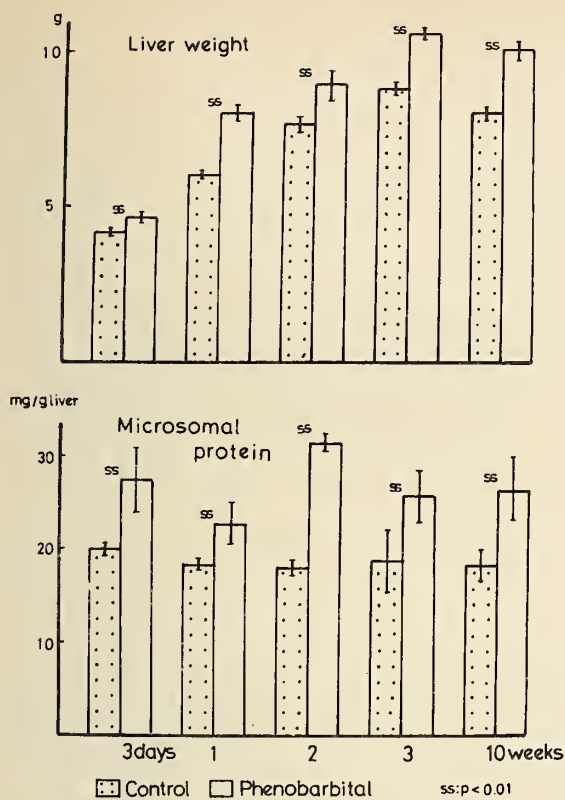 g
10
Liver weight
ss
ss
ss
ss
ss
5
mg/gliver
Microsomal
protein
30
ss
ss
ss
ss
ss
20
10
3days 1 2 3 10weeks
Control Phenobarbital ss:p<0.01